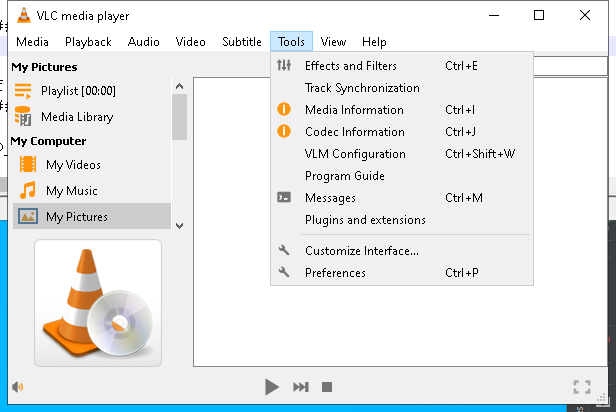 VLC media player
Media Playback Audio Video Subtitle Tools View Help
My Pictures
Playlist [00:00]
Media Library
My Computer
My Videos
My Music
My Pictures
Effects and Filters Ctrl+E
Track Synchronization
Media Information Ctrl+I
Codec Information Ctrl+J
VLM Configuration Ctrl+Shift+W
Program Guide
Messages Ctrl+M
Plugins and extensions
Customize Interface...
Preferences Ctrl+P